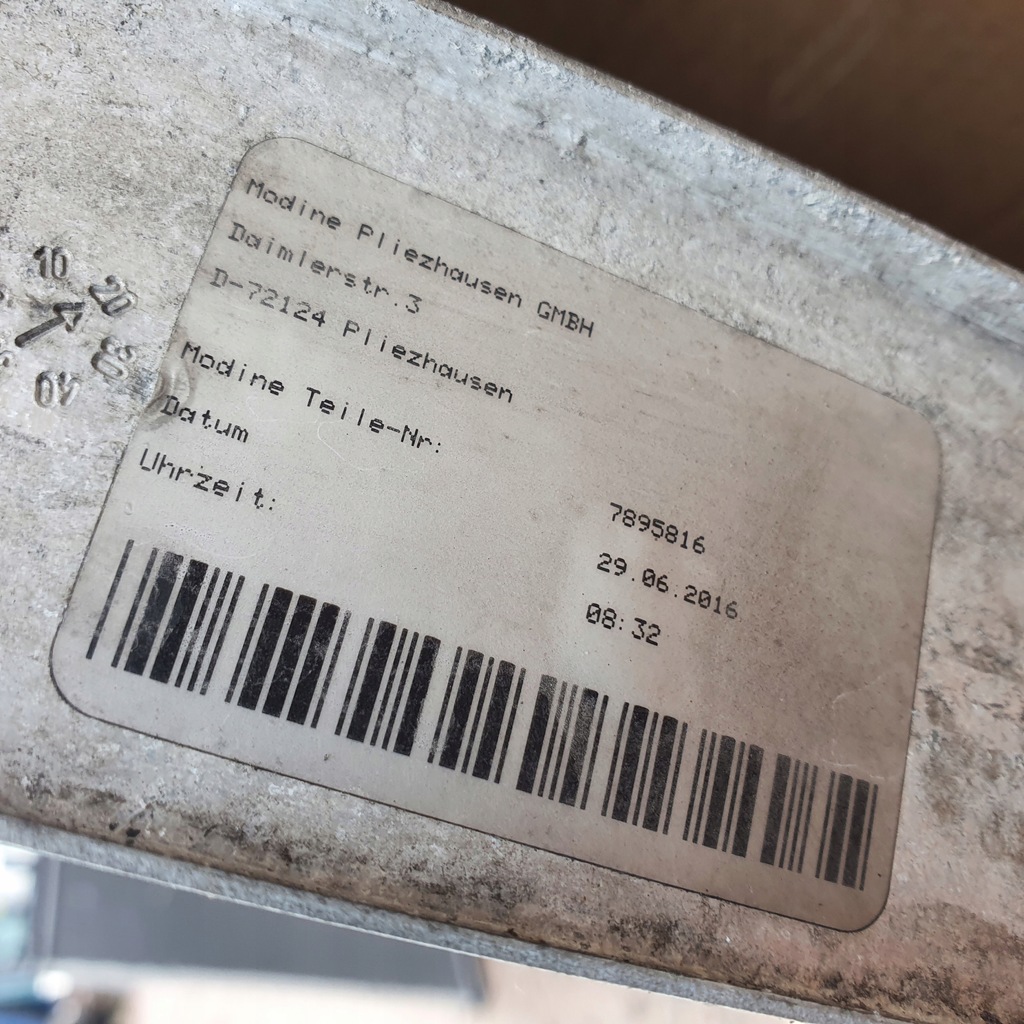 Modine Pliezhausen GMBH
Daimlerstr.3
D-72124 Pliezhausen
Modine Teile-Nr: 7895816
Datum 29.06.2016
Uhrzeit: 08:32
10
20
30
40